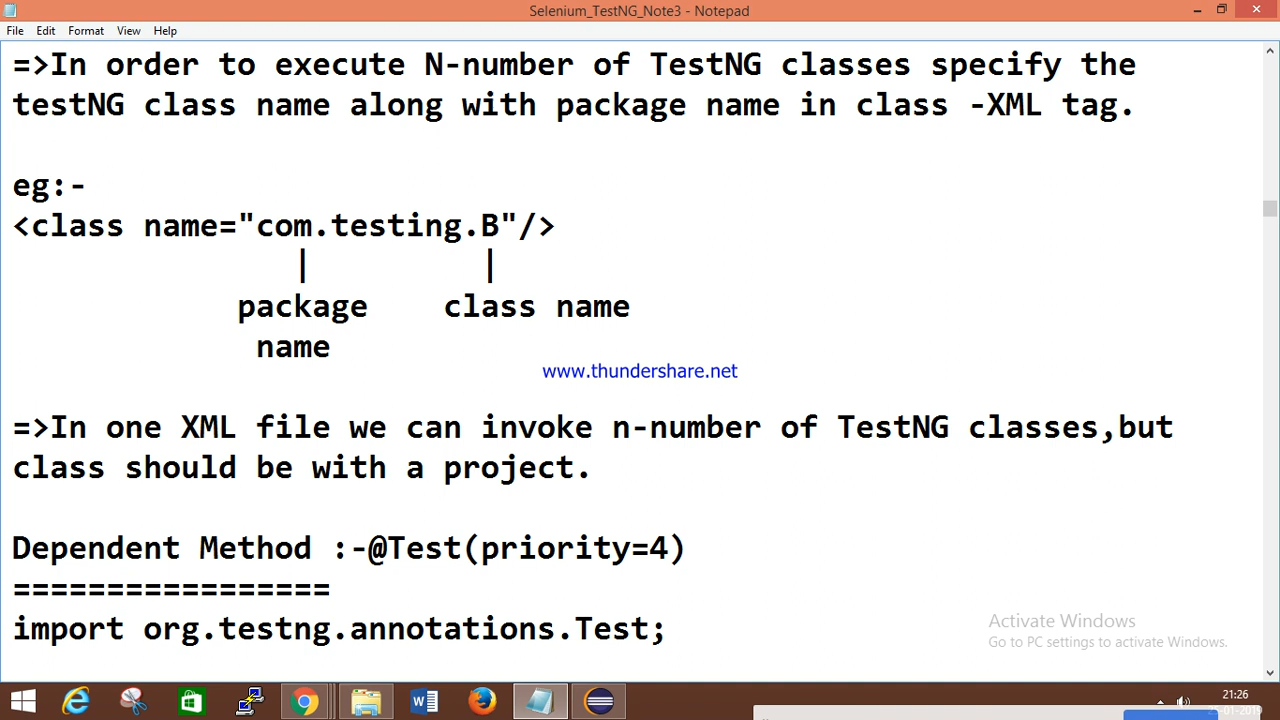 Selenium_TestNG_Note3 - Notepad
File Edit Format View Help
=>In order to execute N-number of TestNG classes specify the
testNG class name along with package name in class -XML tag.
eg:-
<class name="com.testing.B"/>
| |
package class name
name
www.thundershare.net
=>In one XML file we can invoke n-number of TestNG classes,but
class should be with a project.
Dependent Method :-@Test(priority=4)
=================
import org.testng.annotations.Test;
Activate Windows
Go to PC settings to activate Windows.
21:26